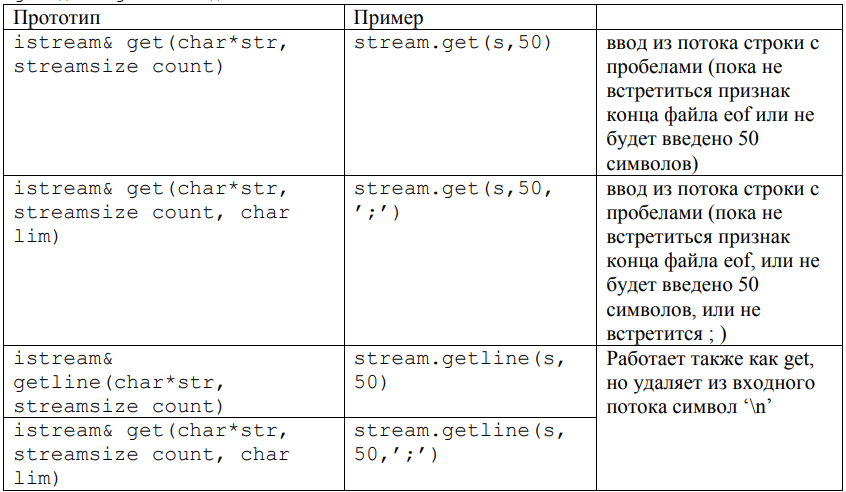 Прототип
Пример
istream& get(char*str,
streamsize count)
stream.get(s,50)
ввод из потока строки с
пробелами (пока не
встретиться признак
конца файла eof или не
будет введено 50
символов)
istream& get(char*str,
streamsize count, char
lim)
stream.get(s,50,
’;’)
ввод из потока строки с
пробелами (пока не
встретиться признак
конца файла eof, или не
будет введено 50
символов, или не
встретится ; )
istream&
getline(char*str,
streamsize count)
stream.getline(s,
50)
Работает также как get,
но удаляет из входного
потока символ ‘\n’
istream& get(char*str,
streamsize count, char
lim)
stream.getline(s,
50,’;’)